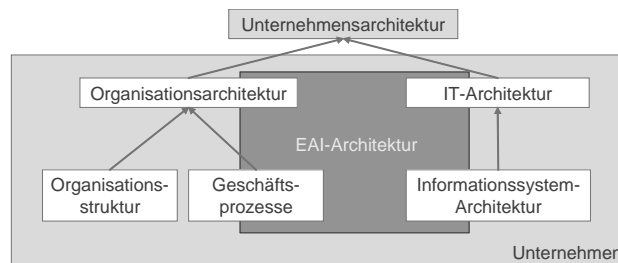 Unternehmensarchitektur
Organisationsarchitektur
IT-Architektur
EAI-Architektur
Organisations-
struktur
Geschäfts-
prozesse
Informationssystem-
Architektur
Unternehmen